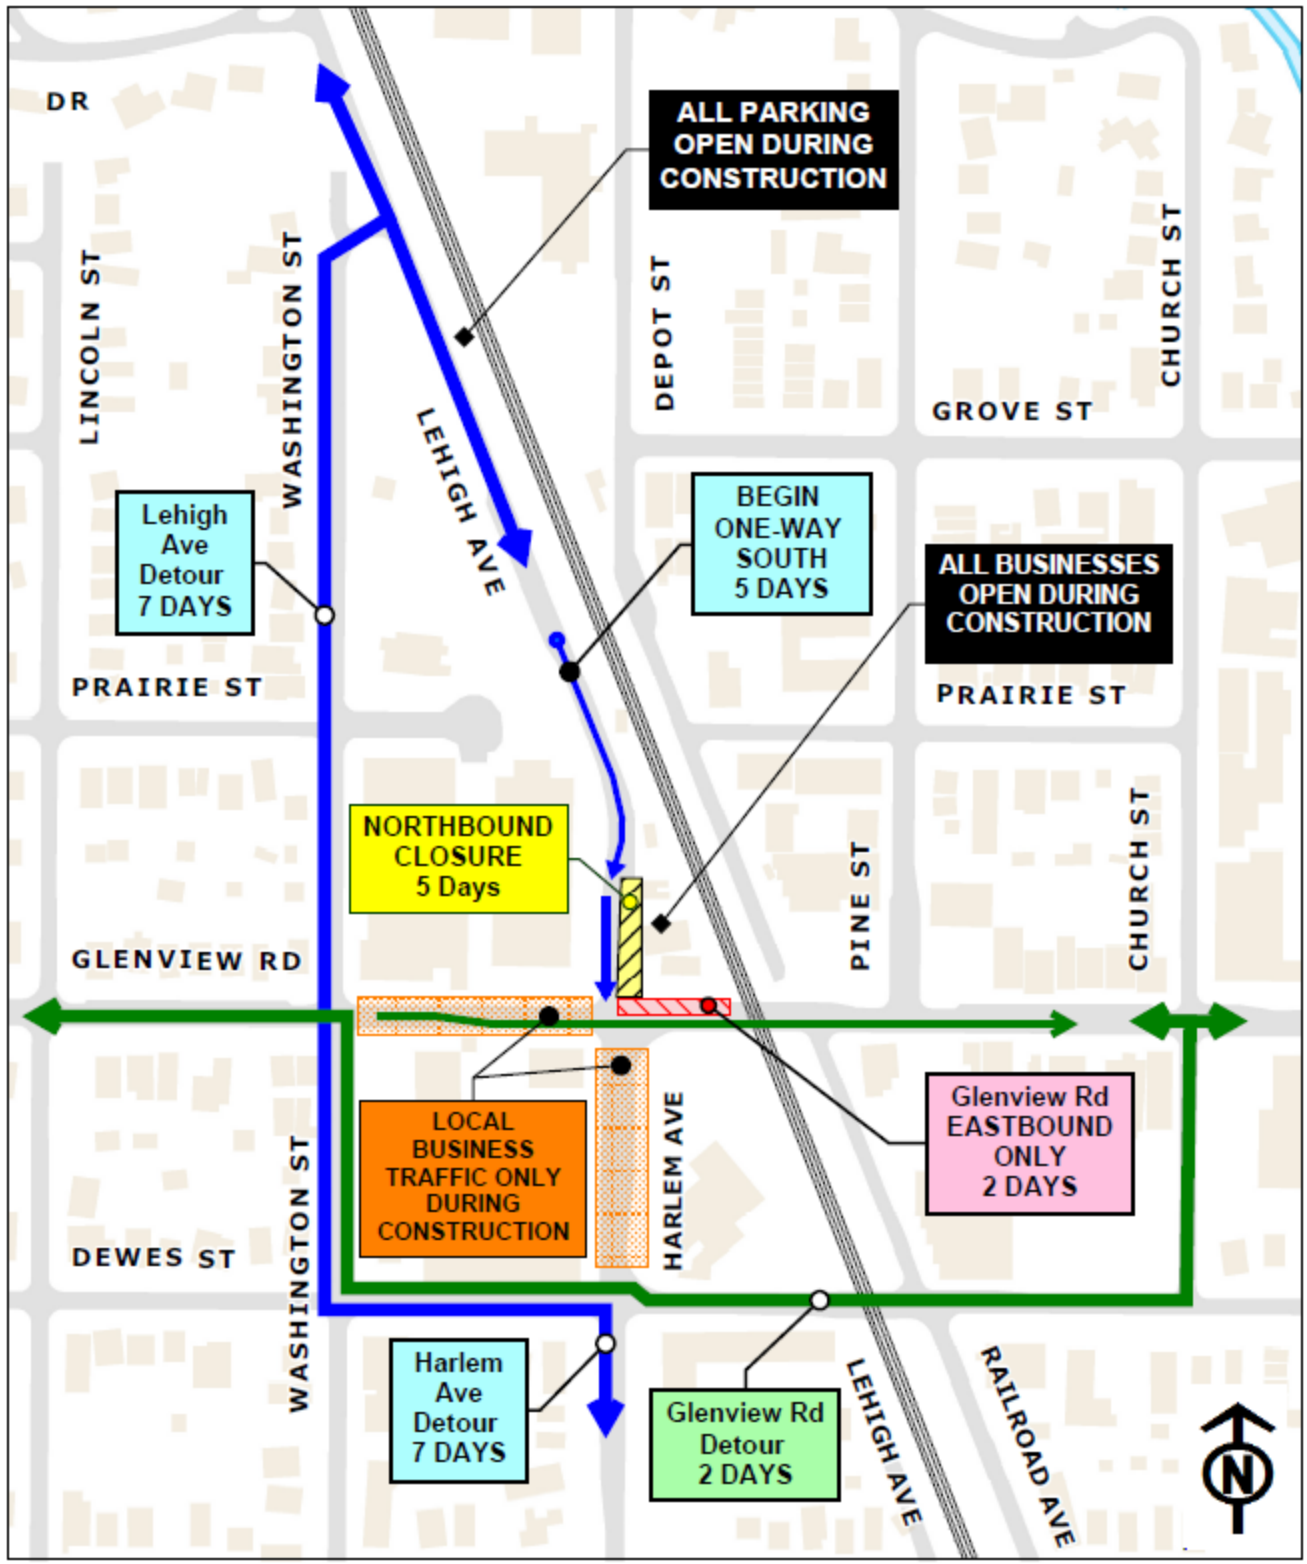 DR
ALL PARKING
OPEN DURING
CONSTRUCTION
LINCOLN ST
WASHINGTON ST
LEHIGH AVE
DEPOT ST
CHURCH ST
GROVE ST
Lehigh
Ave
Detour
7 DAYS
BEGIN
ONE-WAY
SOUTH
5 DAYS
ALL BUSINESSES
OPEN DURING
CONSTRUCTION
PRAIRIE ST
PRAIRIE ST
NORTHBOUND
CLOSURE
5 Days
PINE ST
CHURCH ST
GLENVIEW RD
LOCAL
BUSINESS
TRAFFIC ONLY
DURING
CONSTRUCTION
HARLEM AVE
Glenview Rd
EASTBOUND
ONLY
2 DAYS
WASHINGTON ST
DEWES ST
Harlem
Ave
Detour
7 DAYS
Glenview Rd
Detour
2 DAYS
LEHIGH AVE
RAILROAD AVE
N